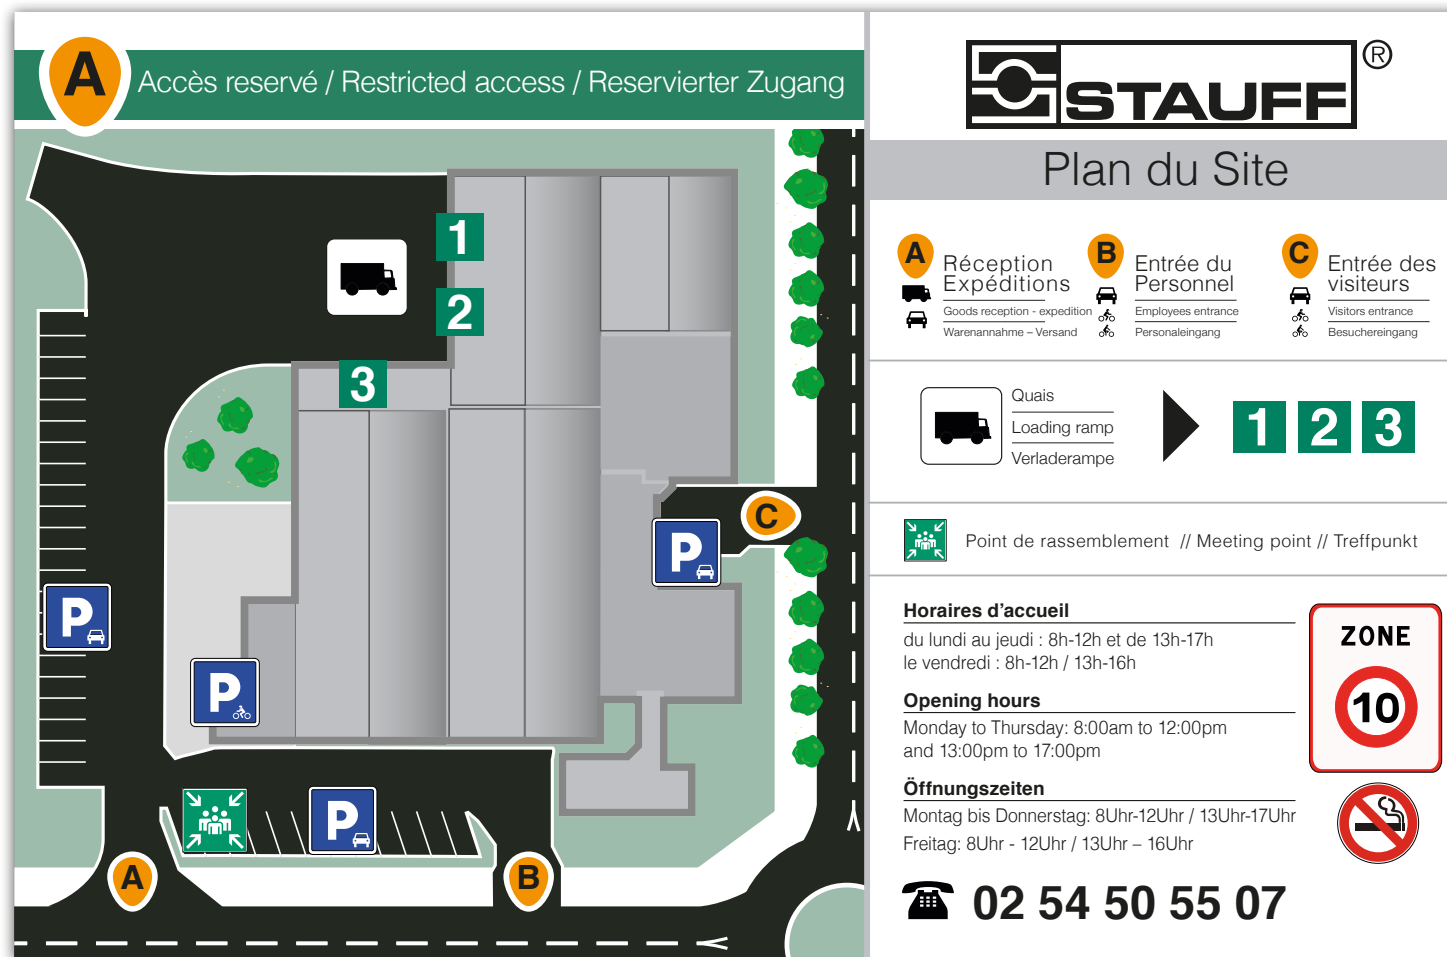 A
Accès reservé / Restricted access / Reservierter Zugang
1
2
3
C
P
P
P
P
A
B
STAUFF®
Plan du Site
A
Réception
Expéditions
Goods reception - expedition
Warenannahme – Versand
B
Entrée du
Personnel
Employees entrance
Personaleingang
C
Entrée des
visiteurs
Visitors entrance
Besuchereingang
Quais
Loading ramp
Verladerampe
1 2 3
Point de rassemblement // Meeting point // Treffpunkt
Horaires d'accueil
du lundi au jeudi : 8h-12h et de 13h-17h
le vendredi : 8h-12h / 13h-16h
Opening hours
Monday to Thursday: 8:00am to 12:00pm
and 13:00pm to 17:00pm
Öffnungszeiten
Montag bis Donnerstag: 8Uhr-12Uhr / 13Uhr-17Uhr
Freitag: 8Uhr - 12Uhr / 13Uhr – 16Uhr
ZONE
10
02 54 50 55 07